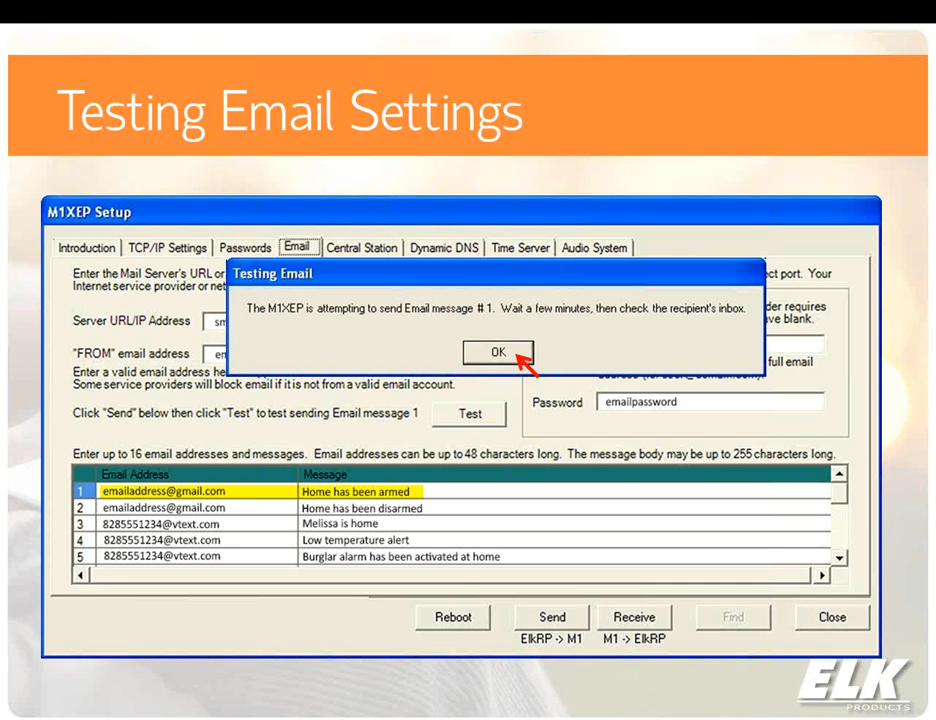 Testing Email Settings
M1XEP Setup
Introduction TCP/IP Settings Passwords Email Central Station Dynamic DNS Time Server Audio System
Enter the Mail Server's URL or
Internet service provider or net
ect port. Your
Testing Email
The M1XEP is attempting to send Email message # 1. Wait a few minutes, then check the recipient's inbox.
OK
der requires
ve blank.
Server URL/IP Address sm
"FROM" email address em
full email
Enter a valid email address he
Some service providers will block email if it is not from a valid email account.
Click "Send" below then click "Test" to test sending Email message 1 Test
Password emailpassword
Enter up to 16 email addresses and messages. Email addresses can be up to 48 characters long. The message body may be up to 255 characters long.
Email Address Message
1 emailaddress@gmail.com Home has been armed
2 emailaddress@gmail.com Home has been disarmed
3 8285551234@vtext.com Melissa is home
4 8285551234@vtext.com Low temperature alert
5 8285551234@vtext.com Burglar alarm has been activated at home
Reboot Send Receive Find Close
ElkRP -> M1 M1 -> ElkRP
ELK
PRODUCTS